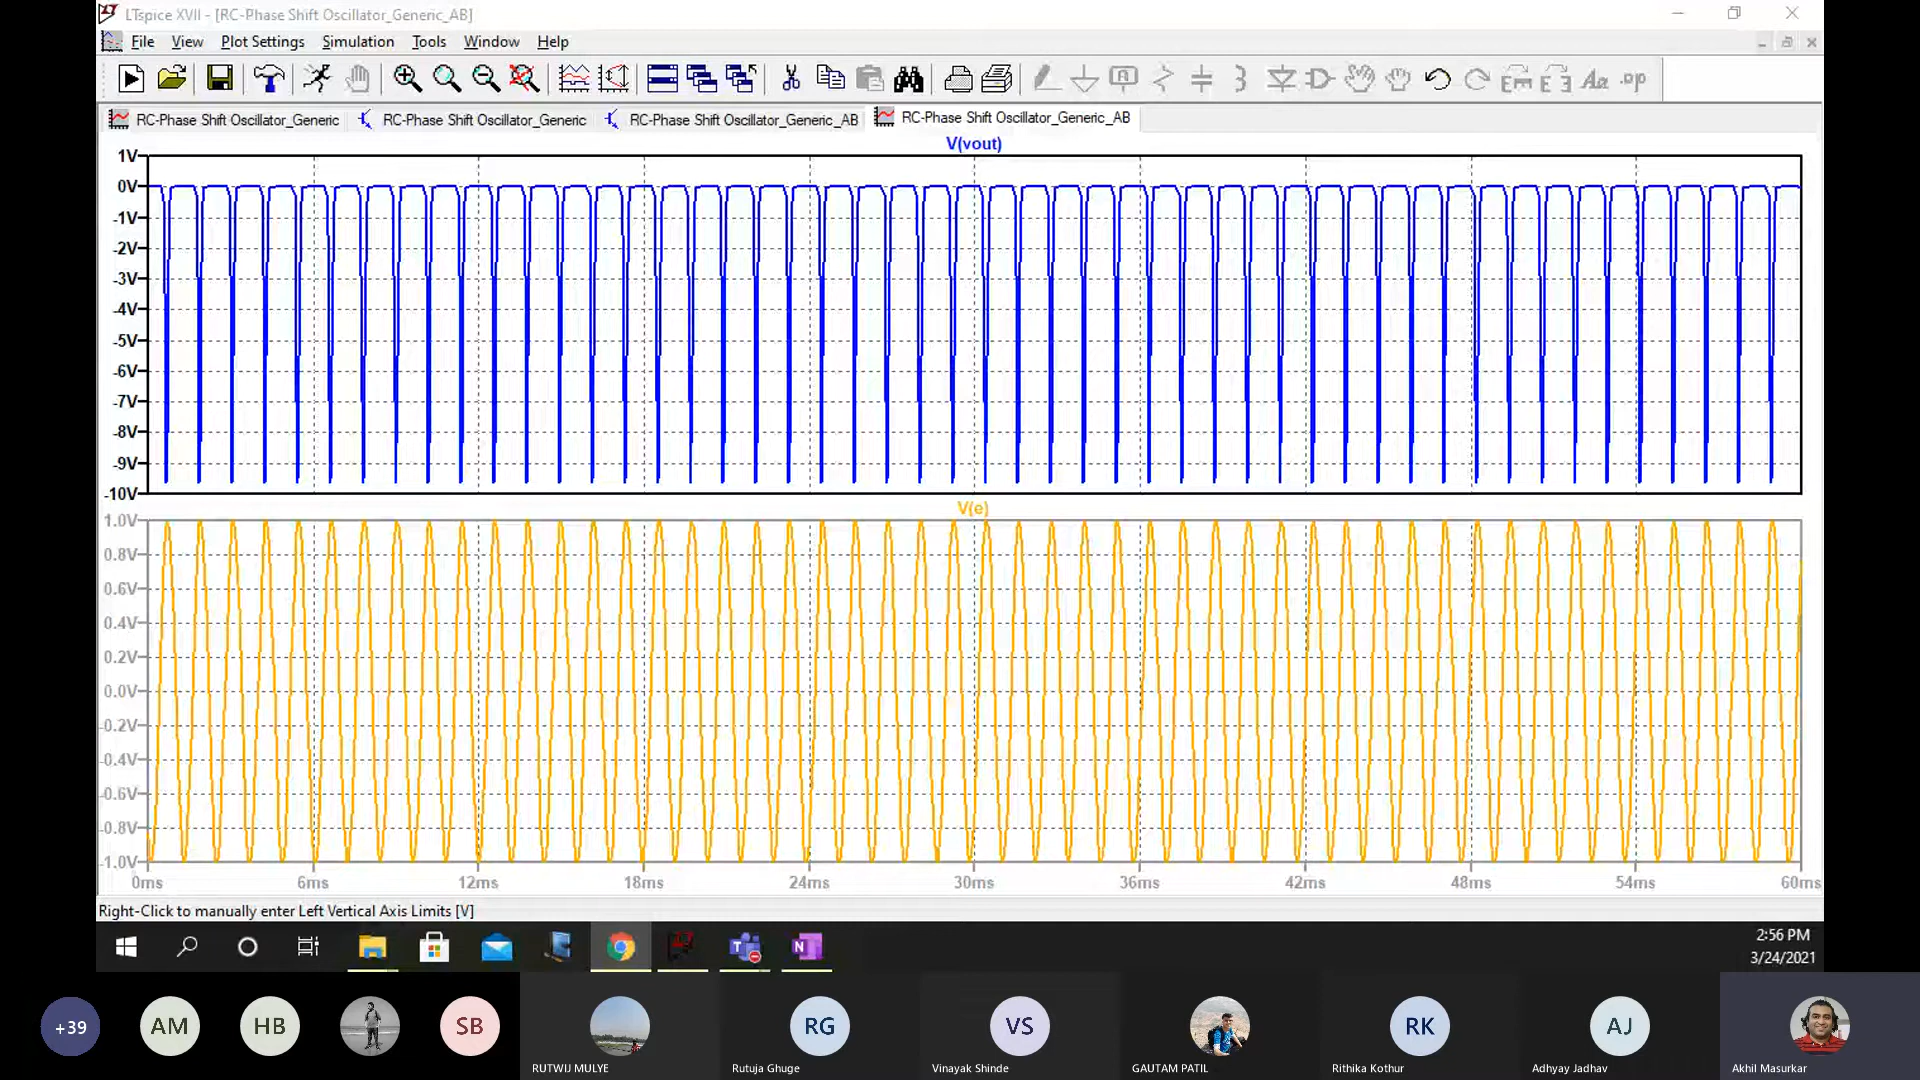 LTspice XVII - [RC-Phase Shift Oscillator_Generic_AB]
File View Plot Settings Simulation Tools Window Help
Aa .op
RC-Phase Shift Oscillator_Generic RC-Phase Shift Oscillator_Generic RC-Phase Shift Oscillator_Generic_AB RC-Phase Shift Oscillator_Generic_AB
V(vout)
1V
0V
-1V
-2V
-3V
-4V
-5V
-6V
-7V
-8V
-9V
-10V
V(e)
1.0V
0.8V
0.6V
0.4V
0.2V
0.0V
-0.2V
-0.4V
-0.6V
-0.8V
-1.0V
0ms 6ms 12ms 18ms 24ms 30ms 36ms 42ms 48ms 54ms 60ms
Right-Click to manually enter Left Vertical Axis Limits [V]
2:56 PM
3/24/2021
+39 AM HB SB RG VS RK AJ
RUTWIJ MULYE Rutuja Ghuge Vinayak Shinde GAUTAM PATIL Rithika Kothur Adhyay Jadhav Akhil Masurkar